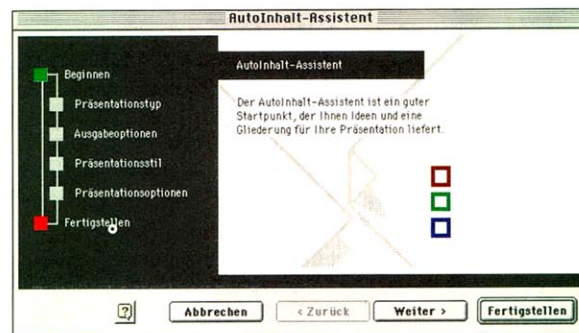 AutoInhalt-Assistent
Beginnen
Präsentationstyp
Ausgabeoptionen
Präsentationsstil
Präsentationsoptionen
Fertigstellen
AutoInhalt-Assistent
Der AutoInhalt-Assistent ist ein guter
Startpunkt, der Ihnen Ideen und eine
Gliederung für Ihre Präsentation liefert.
?
Abbrechen
< Zurück
Weiter >
Fertigstellen